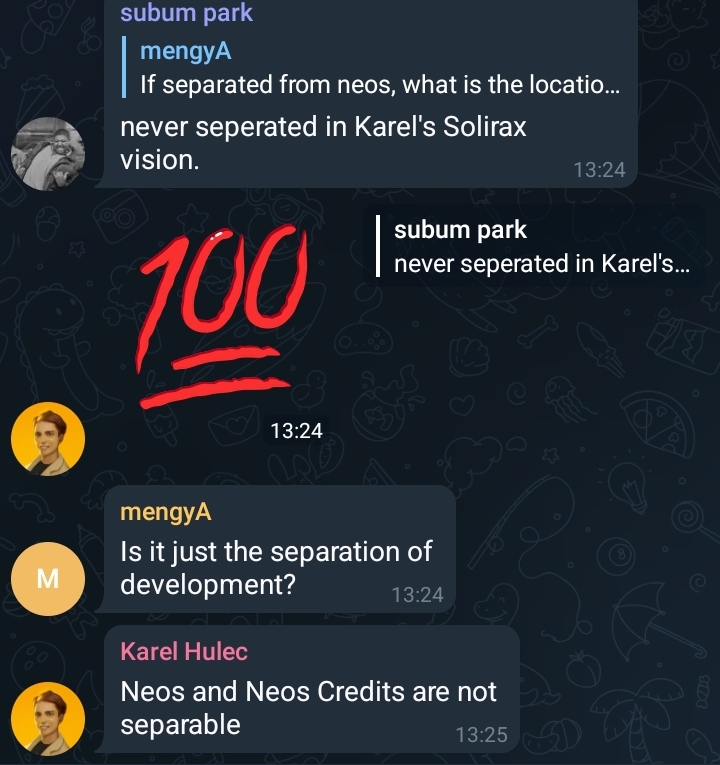 subum park
mengyA
If separated from neos, what is the locatio...
never seperated in Karel's Solirax
vision.
13:24
subum park
never seperated in Karel's...
100
13:24
mengyA
Is it just the separation of
development?
13:24
M
Karel Hulec
Neos and Neos Credits are not
separable
13:25